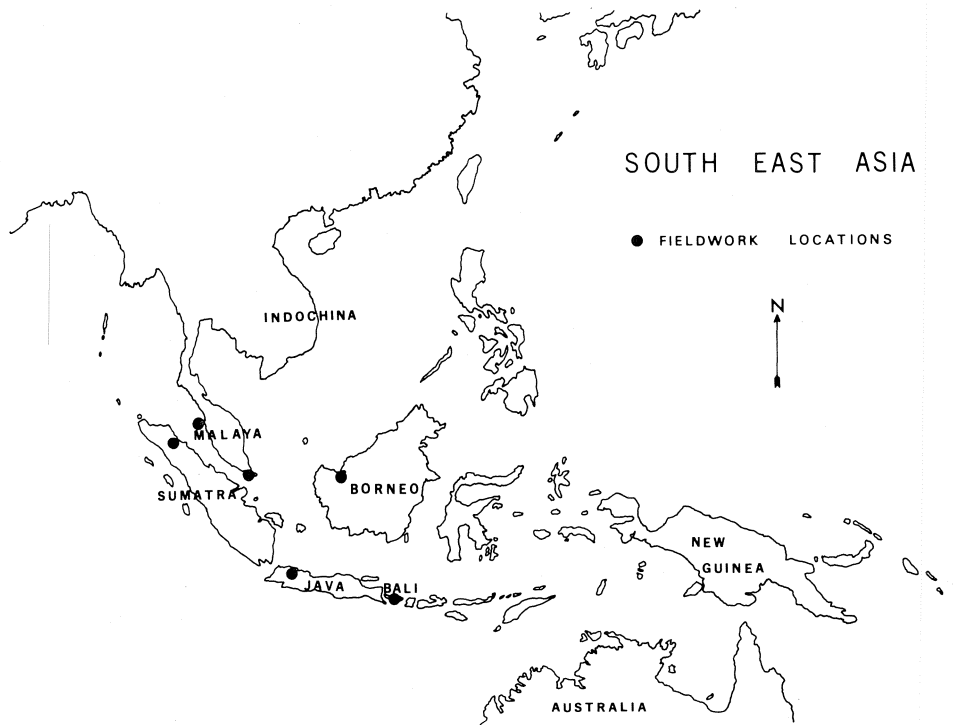 SOUTH EAST ASIA
FIELDWORK LOCATIONS
N
INDOCHINA
MALAYA
SUMATRA
BORNEO
NEW
GUINEA
JAVA
BALI
AUSTRALIA